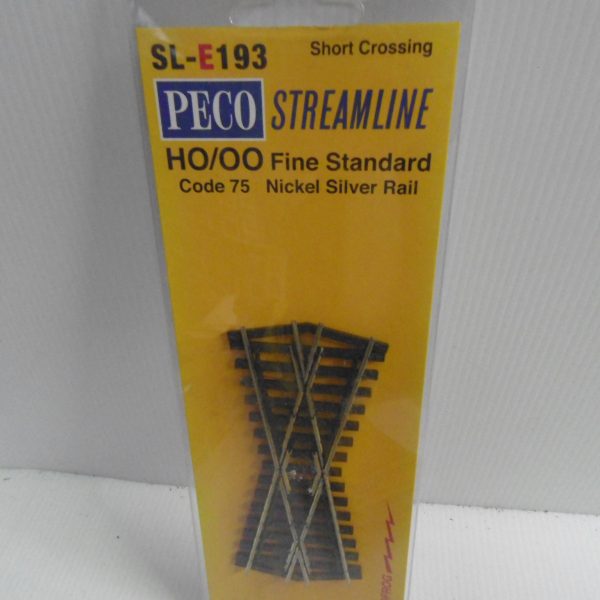 SL-E193 Short Crossing
PECO STREAMLINE
HO/OO Fine Standard
Code 75 Nickel Silver Rail